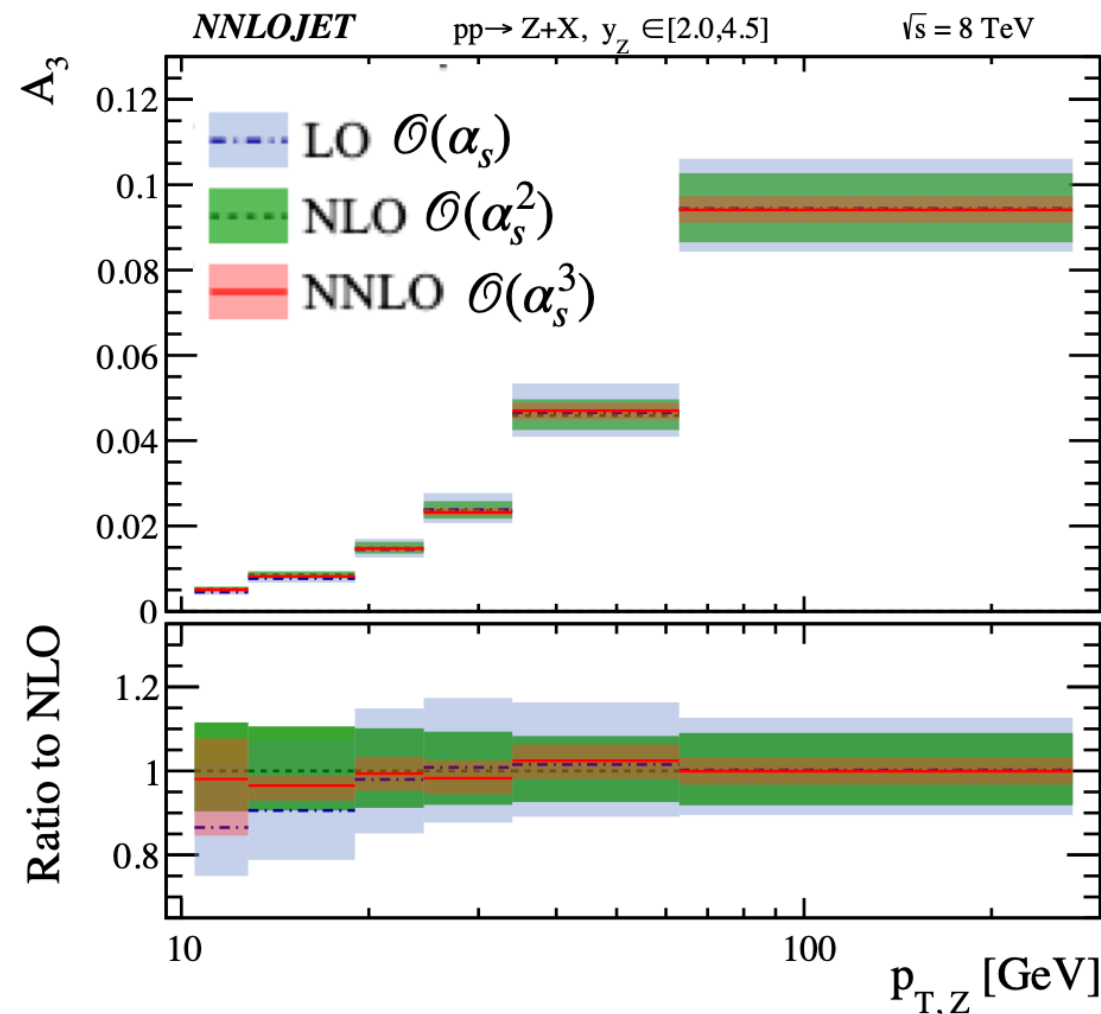 NNLOJET pp→ Z+X, y_Z ∈[2.0,4.5] √s = 8 TeV
A_3
0.12
0.1
0.08
0.06
0.04
0.02
0
LO 𝒪(α_s)
NLO 𝒪(α_s^2)
NNLO 𝒪(α_s^3)
Ratio to NLO
1.2
1
0.8
10 100
p_{T, Z} [GeV]